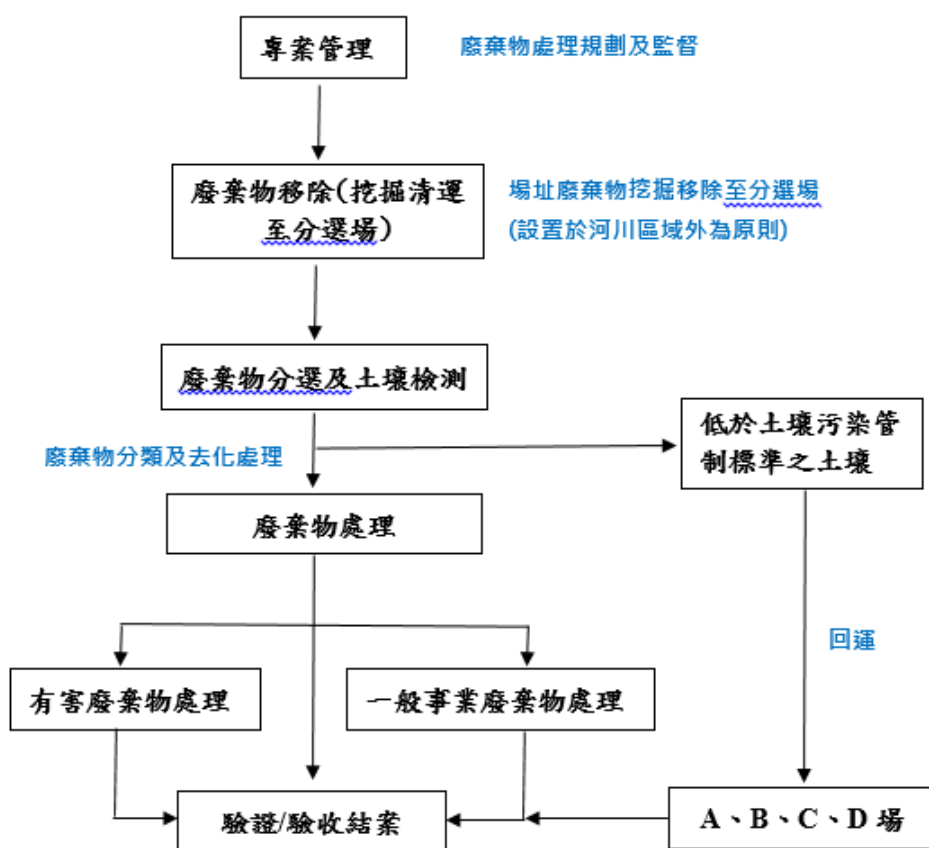 專案管理
廢棄物處理規劃及監督
廢棄物移除(挖掘清運
至分選場)
場址廢棄物挖掘移除至分選場
(設置於河川區域外為原則)
廢棄物分選及土壤檢測
低於土壤污染管
制標準之土壤
廢棄物分類及去化處理
廢棄物處理
回運
有害廢棄物處理
一般事業廢棄物處理
驗證/驗收結案
A、B、C、D 場